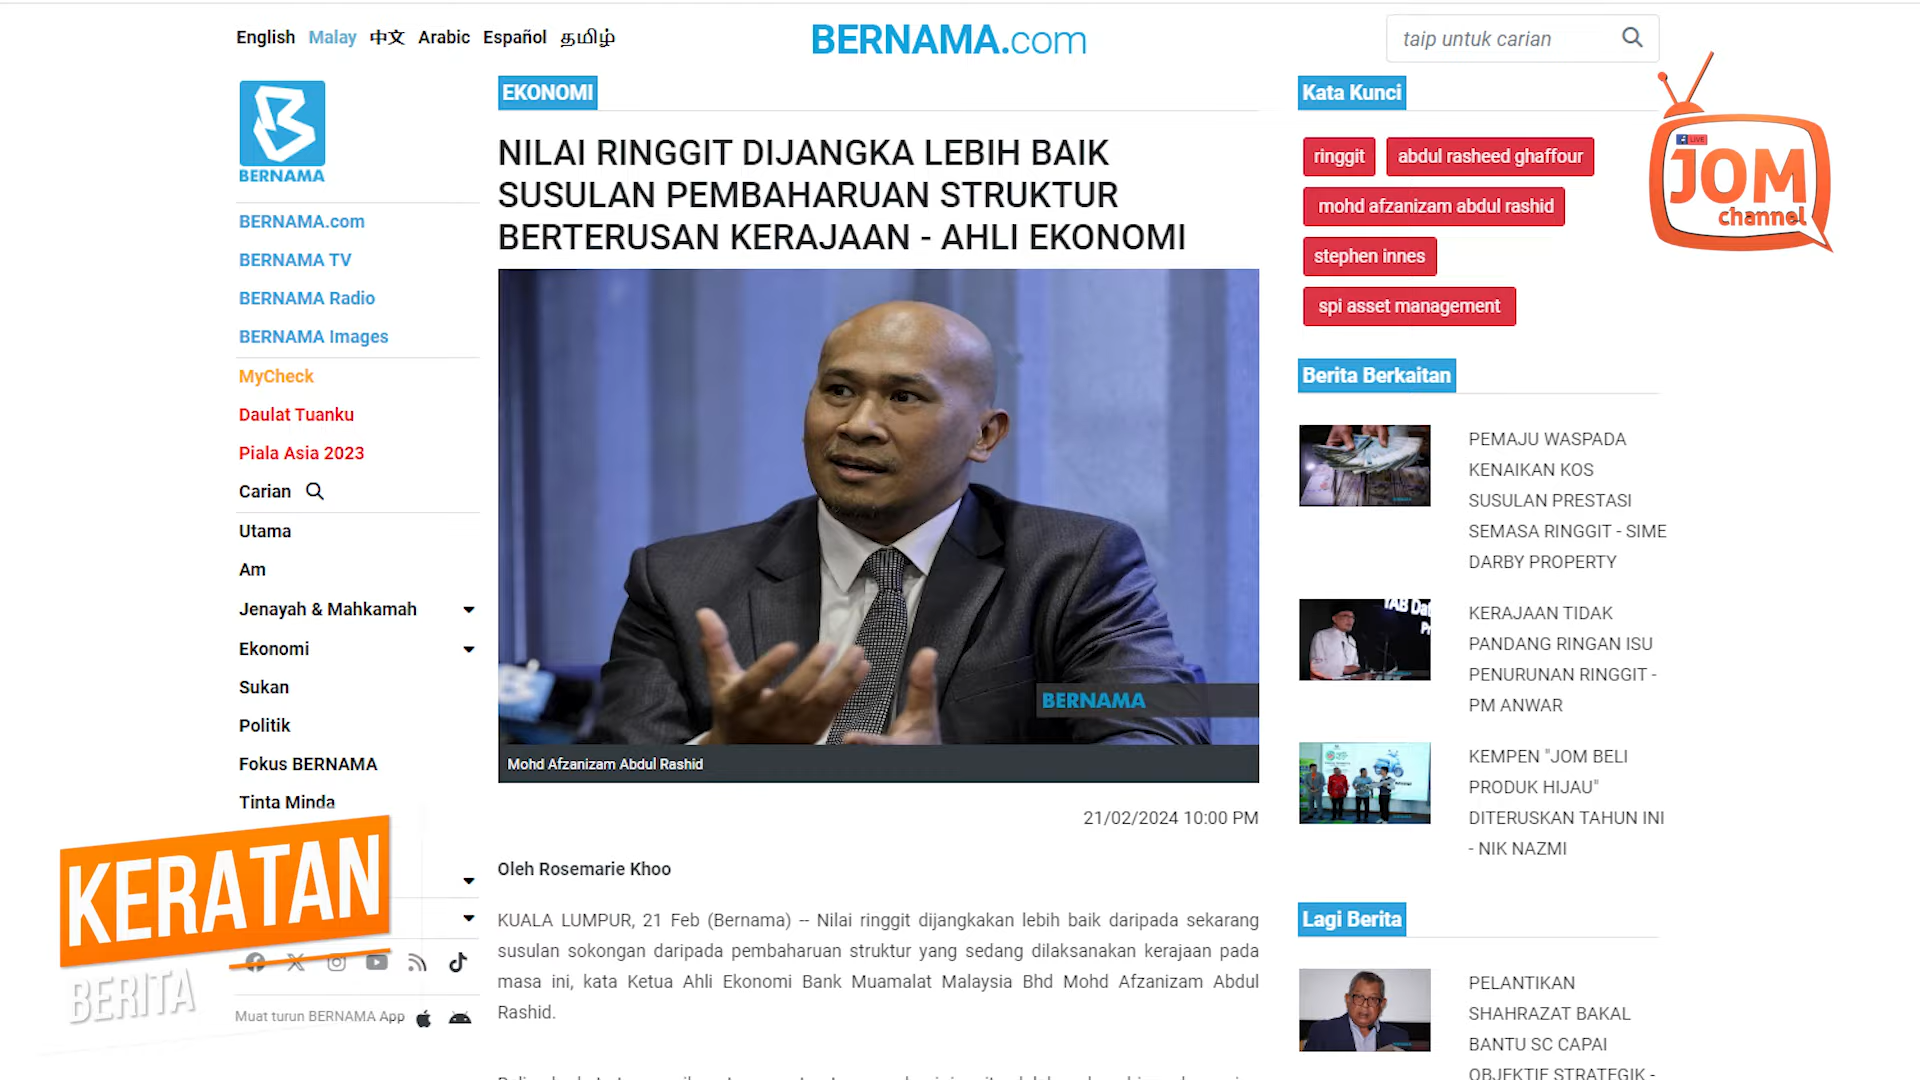 English Malay 中文 Arabic Español தமிழ்
BERNAMA.com
taip untuk carian
BERNAMA
BERNAMA.com
BERNAMA TV
BERNAMA Radio
BERNAMA Images
MyCheck
Daulat Tuanku
Piala Asia 2023
Carian
Utama
Am
Jenayah & Mahkamah
Ekonomi
Sukan
Politik
Fokus BERNAMA
Tinta Minda
KERATAN
BERITA
Muat turun BERNAMA App
EKONOMI
NILAI RINGGIT DIJANGKA LEBIH BAIK
SUSULAN PEMBAHARUAN STRUKTUR
BERTERUSAN KERAJAAN - AHLI EKONOMI
BERNAMA
Mohd Afzanizam Abdul Rashid
21/02/2024 10:00 PM
Oleh Rosemarie Khoo
KUALA LUMPUR, 21 Feb (Bernama) -- Nilai ringgit dijangkakan lebih baik daripada sekarang
susulan sokongan daripada pembaharuan struktur yang sedang dilaksanakan kerajaan pada
masa ini, kata Ketua Ahli Ekonomi Bank Muamalat Malaysia Bhd Mohd Afzanizam Abdul
Rashid.
Kata Kunci
ringgit
abdul rasheed ghaffour
mohd afzanizam abdul rashid
stephen innes
spi asset management
LIVE
JOM
channel
Berita Berkaitan
PEMAJU WASPADA
KENAIKAN KOS
SUSULAN PRESTASI
SEMASA RINGGIT - SIME
DARBY PROPERTY
KERAJAAN TIDAK
PANDANG RINGAN ISU
PENURUNAN RINGGIT -
PM ANWAR
KEMPEN "JOM BELI
PRODUK HIJAU"
DITERUSKAN TAHUN INI
- NIK NAZMI
Lagi Berita
PELANTIKAN
SHAHRAZAT BAKAL
BANTU SC CAPAI
OBJEKTIF STRATEGIK -